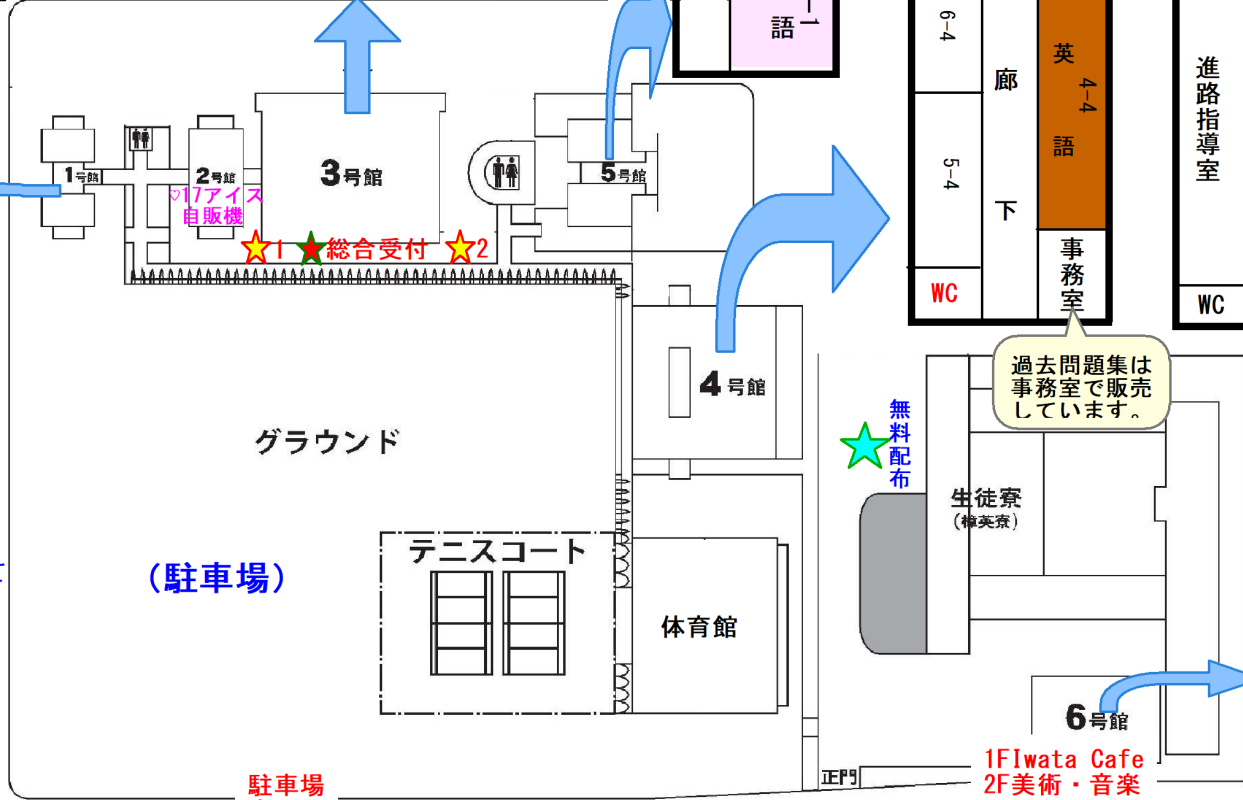 語
-1
6-4
5-4
WC
廊下
英語
4-4
事務室
進路指導室
WC
過去問題集は
事務室で販売
しています。
1号館
2号館
♡17アイス
自販機
3号館
5号館
1
総合受付
2
4号館
グラウンド
無料配布
生徒寮
(樟英寮)
テニスコート
(駐車場)
体育館
6号館
1FIwata Cafe
2F美術・音楽
正門
駐車場